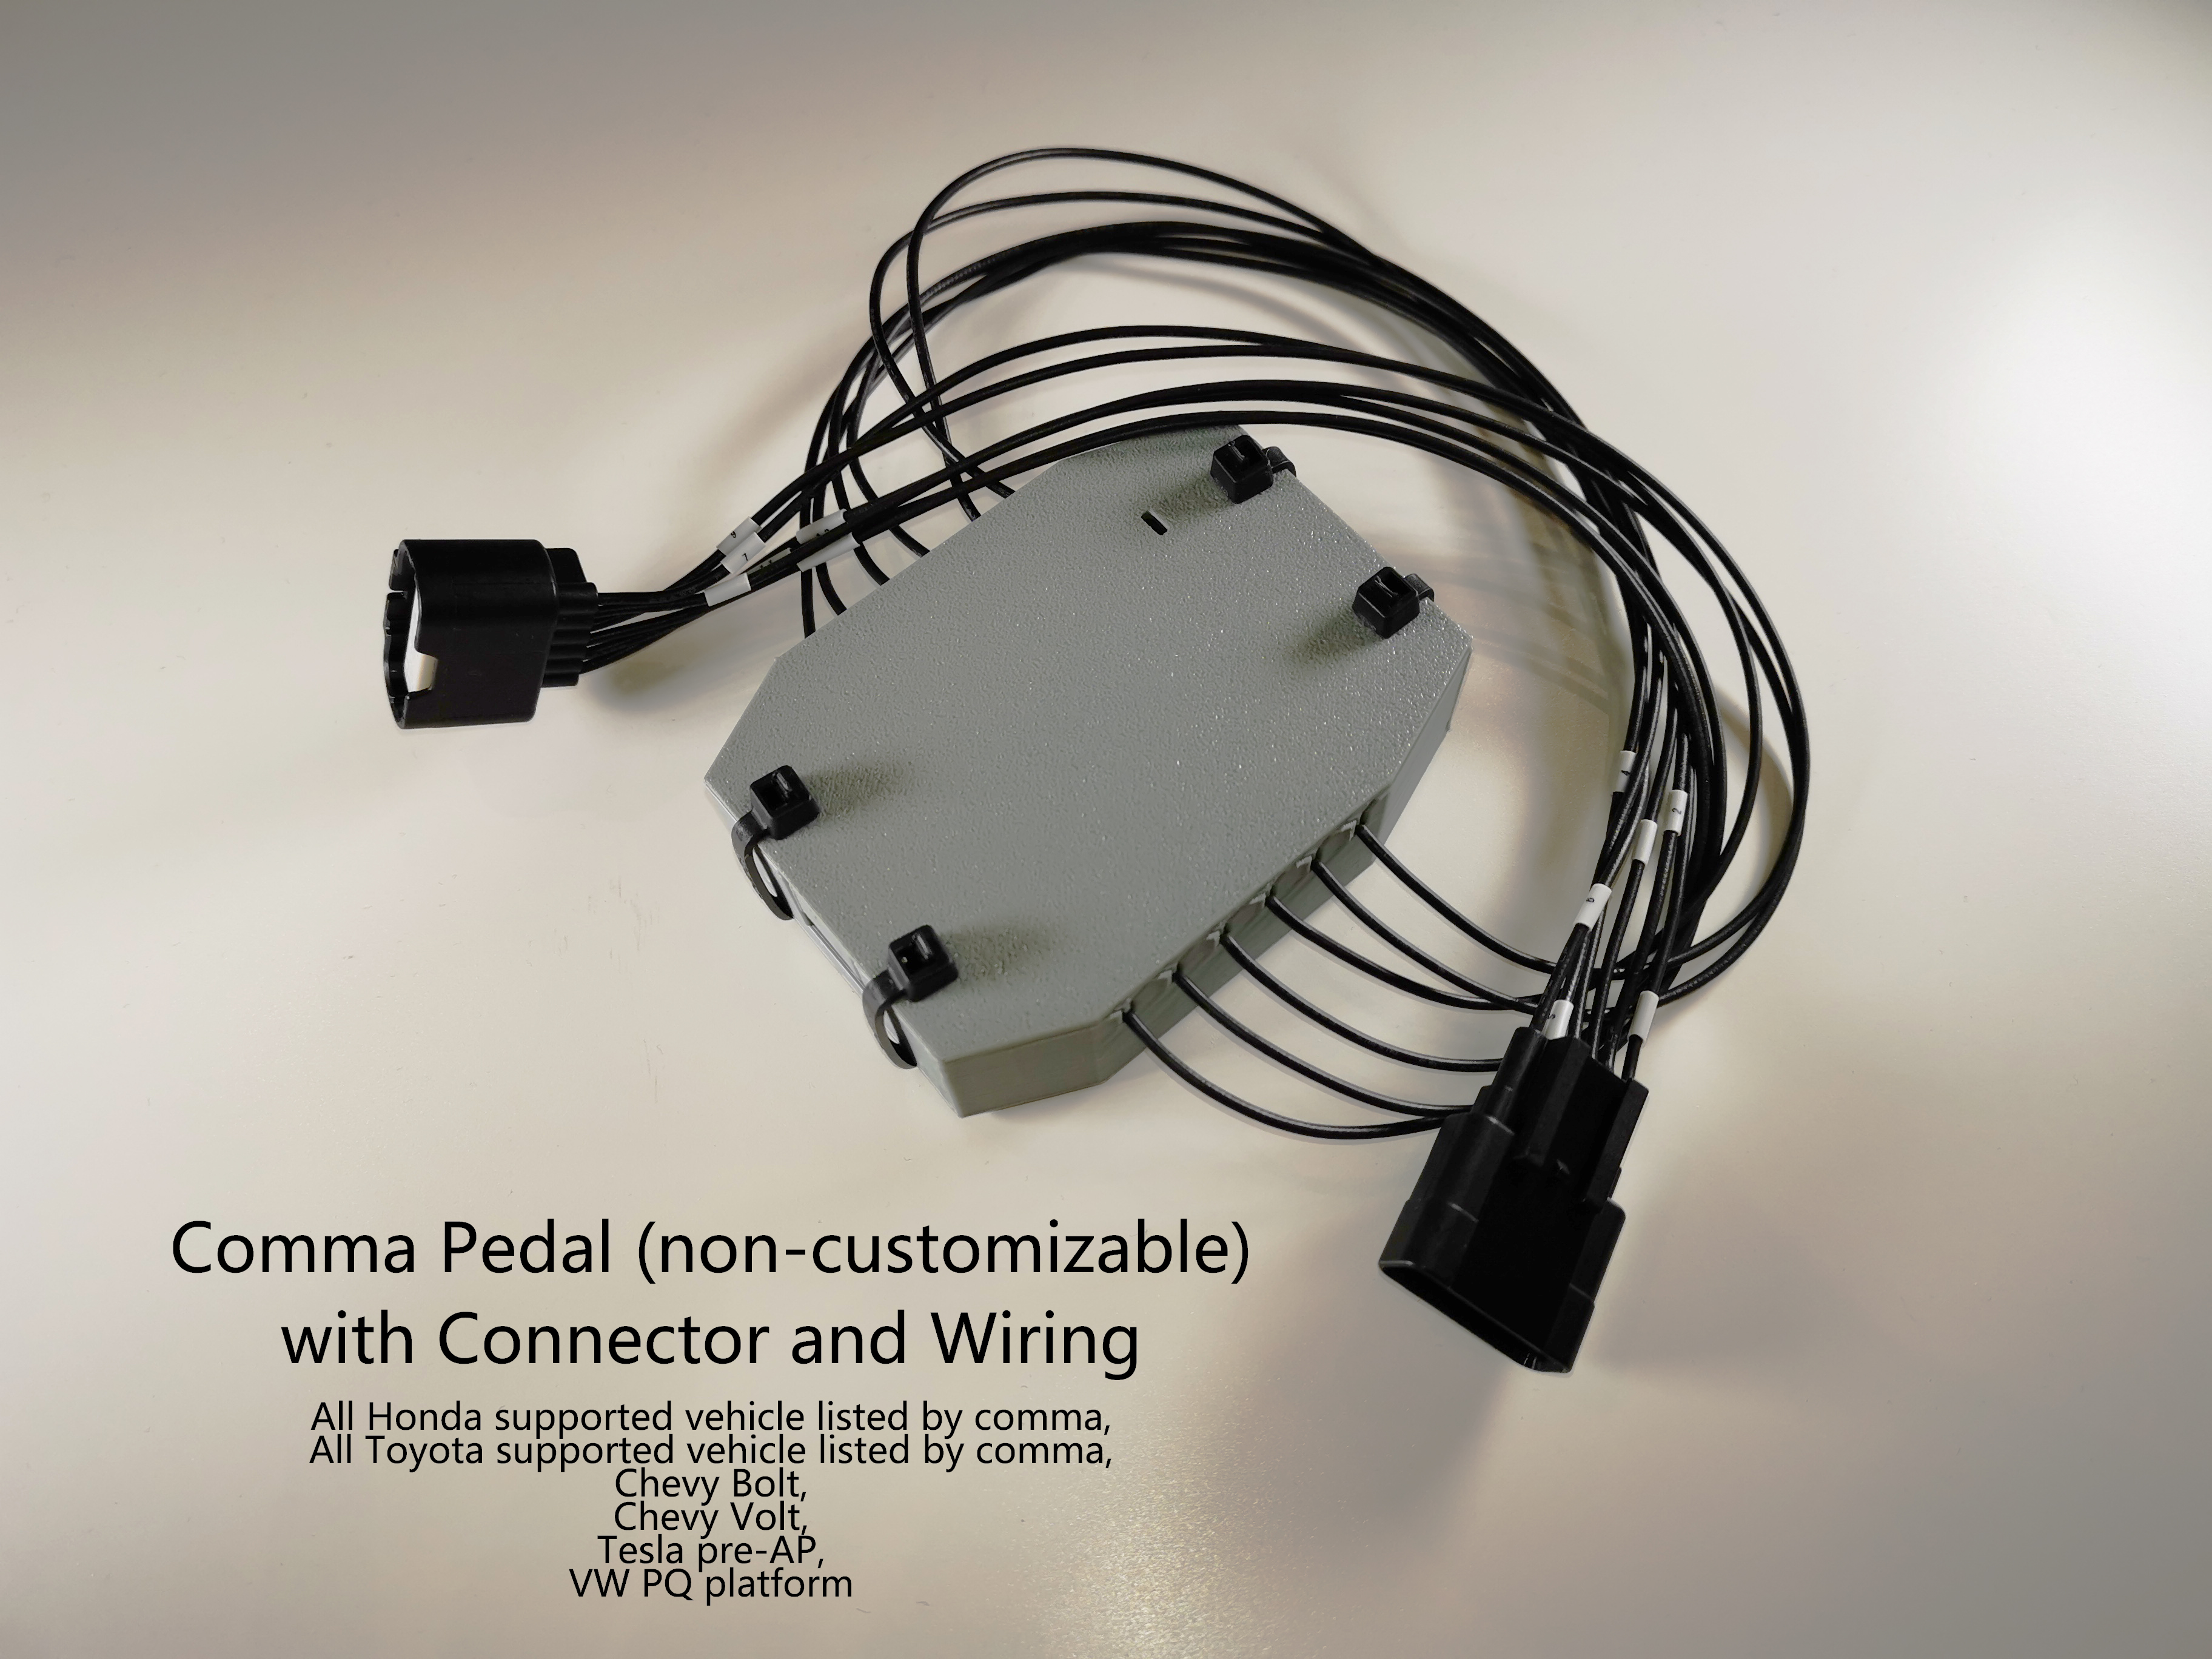 Comma Pedal (non-customizable)
with Connector and Wiring
All Honda supported vehicle listed by comma,
All Toyota supported vehicle listed by comma,
Chevy Bolt,
Chevy Volt,
Tesla pre-AP,
VW PQ platform